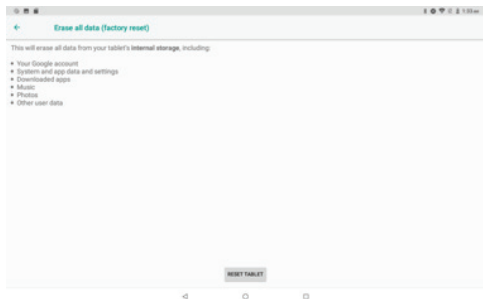 Erase all data (factory reset)
This will erase all data from your tablet's internal storage, including:
Your Google account
System and app data and settings
Downloaded apps
Music
Photos
Other user data
RESET TABLET